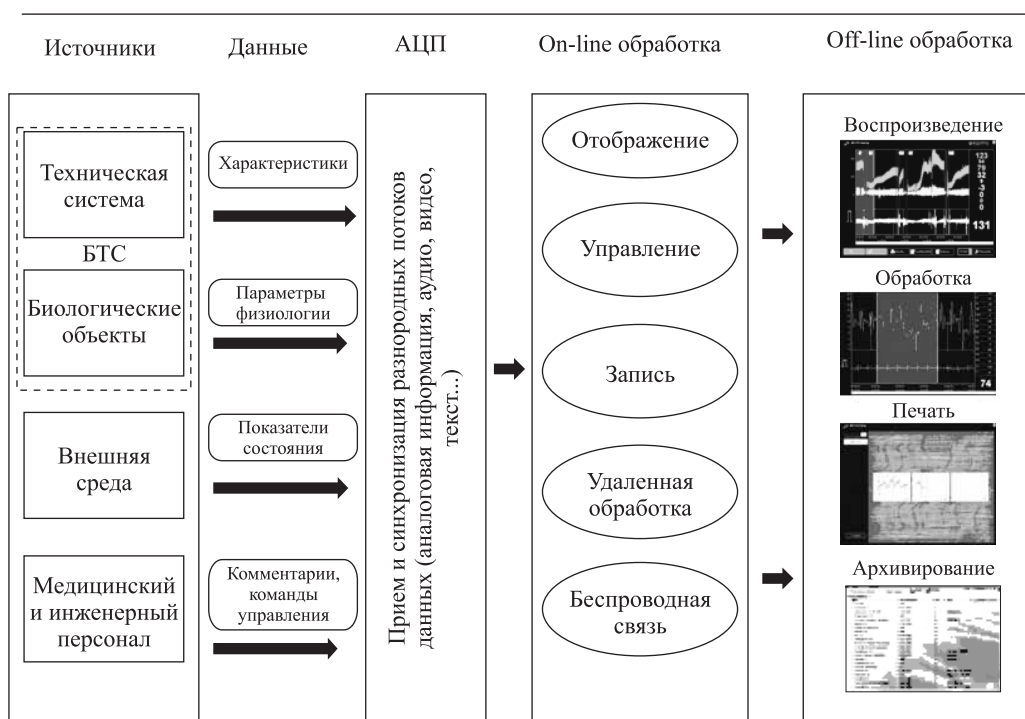 Источники
Данные
АЦП
On-line обработка
Off-line обработка
Техническая
система
БТС
Биологические
объекты
Внешняя
среда
Медицинский
и инженерный
персонал
Характеристики
Параметры
физиологии
Показатели
состояния
Комментарии,
команды
управления
Прием и синхронизация разнородных потоков
данных (аналоговая информация, аудио, видео,
текст...)
Отображение
Управление
Запись
Удаленная
обработка
Беспроводная
связь
Воспроизведение
123
131
Обработка
74
Печать
Архивирование